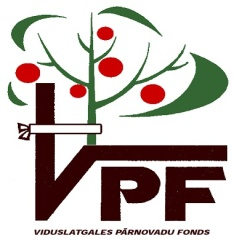 VPF
VIDUSLATGALES PĀRNOVADU FONDS